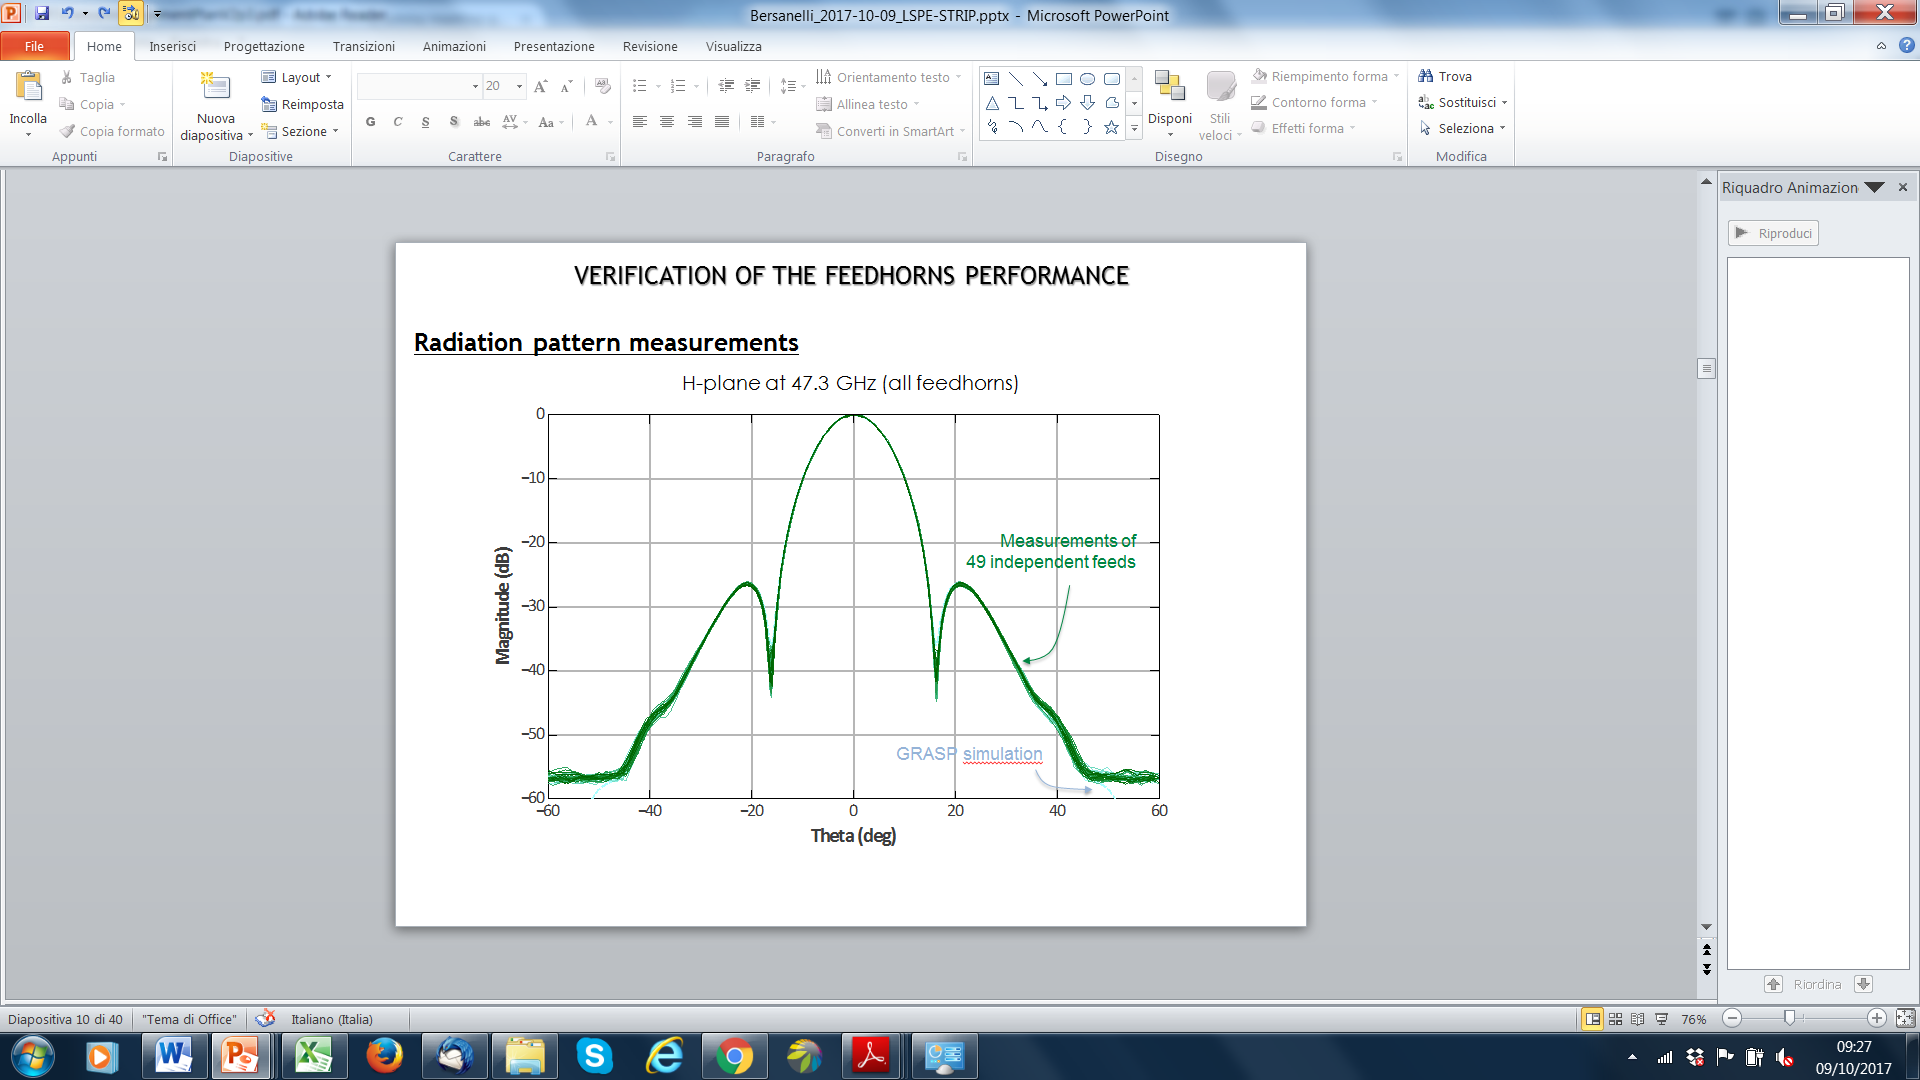 Bersanelli_2017-10-09_LSPE-STRIP.pptx - Microsoft PowerPoint
File Home Inserisci Progettazione Transizioni Animazioni Presentazione Revisione Visualizza
Incolla
Taglia
Copia
Copia formato
Appunti
Nuova diapositiva
Layout
Reimposta
Sezione
Diapositive
20
G C S S abc AV Aa A
Carattere
Orientamento testo
Allinea testo
Converti in SmartArt
Paragrafo
Disponi
Stili veloci
Riempimento forma
Contorno forma
Effetti forma
Disegno
Trova
Sostituisci
Seleziona
Modifica
Riquadro Animazion
Riproduci
VERIFICATION OF THE FEEDHORNS PERFORMANCE
Radiation pattern measurements
H-plane at 47.3 GHz (all feedhorns)
0
−10
−20
−30
−40
−50
−60
Magnitude (dB)
Measurements of
49 independent feeds
GRASP simulation
−60 −40 −20 0 20 40 60
Theta (deg)
Riordina
Diapositiva 10 di 40 "Tema di Office" Italiano (Italia) 76%
09:27
09/10/2017